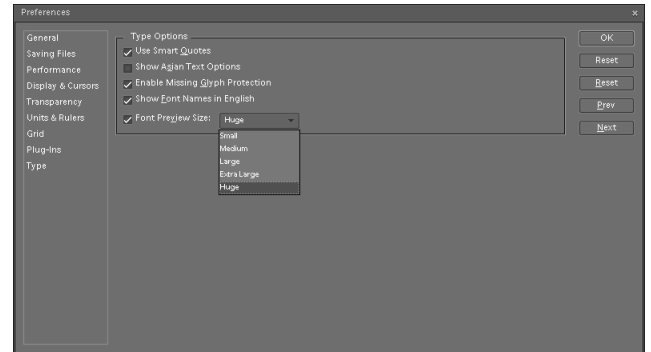 Preferences
General
Saving Files
Performance
Display & Cursors
Transparency
Units & Rulers
Grid
Plug-Ins
Type
Type Options
Use Smart Quotes
Show Asian Text Options
Enable Missing Glyph Protection
Show Font Names in English
Font Preview Size: Huge
Small
Medium
Large
Extra Large
Huge
OK
Reset
Reset
Prev
Next